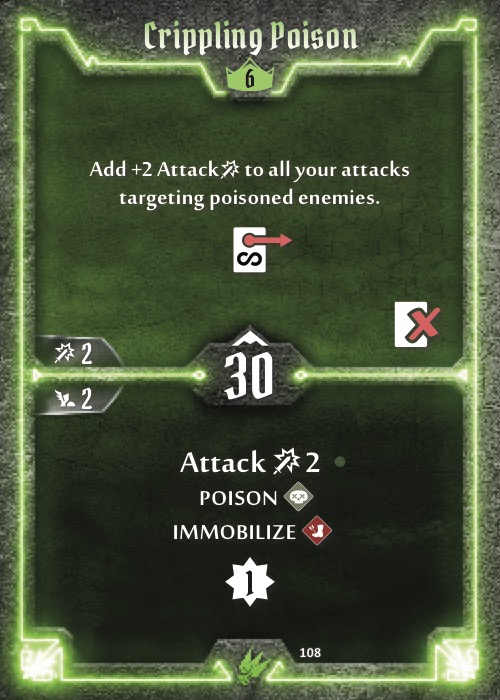 Crippling Poison
6
Add +2 Attack to all your attacks
targeting poisoned enemies.
2
30
2
Attack 2
POISON
IMMOBILIZE
1
108